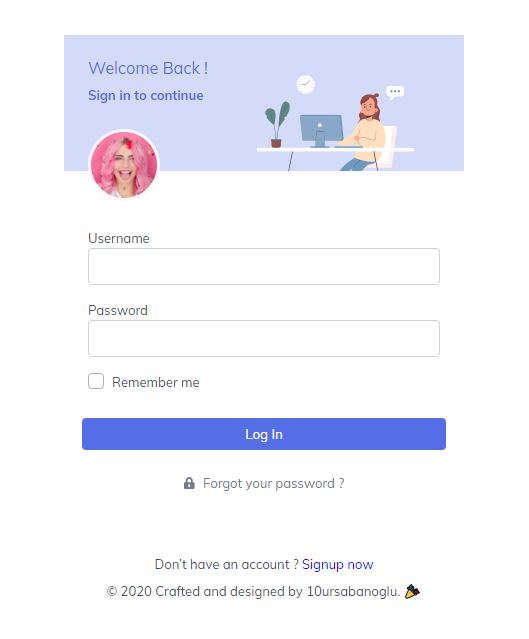 Welcome Back !
Sign in to continue
Username
Password
Remember me
Log In
Forgot your password ?
Don't have an account ? Signup now
© 2020 Crafted and designed by 10ursabanoglu. 🎉